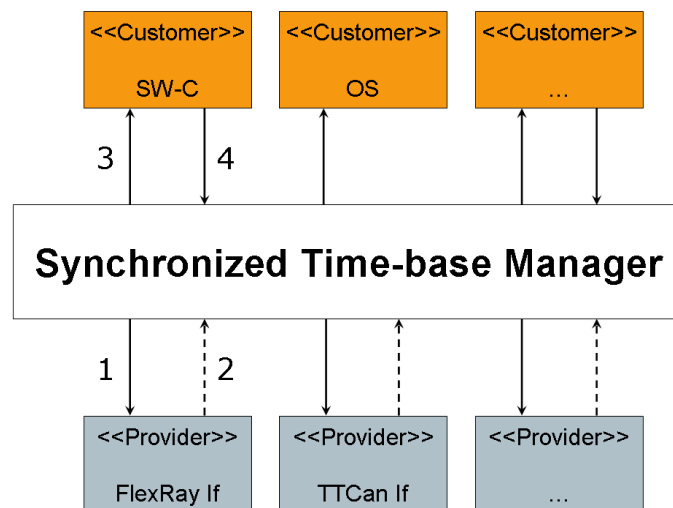 <<Customer>> <<Customer>> <<Customer>>
SW-C OS ...
3 4
Synchronized Time-base Manager
1 2
<<Provider>> <<Provider>> <<Provider>>
FlexRay If TTCan If ...